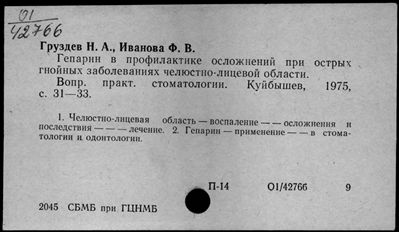 01/
42766
Груздев Н. А., Иванова Ф. В.
Гепарин в профилактике осложнений при острых
гнойных заболеваниях челюстно-лицевой области.
Вопр. практ. стоматологии. Куйбышев, 1975,
с. 31—33.
1. Челюстно-лицевая область — воспаление — — осложнения и
последствия — — — лечение. 2. Гепарин — применение — — в стома-
тологии и одонтологии.
П-14 01/42766 9
2045 СБМБ при ГЦНМБ